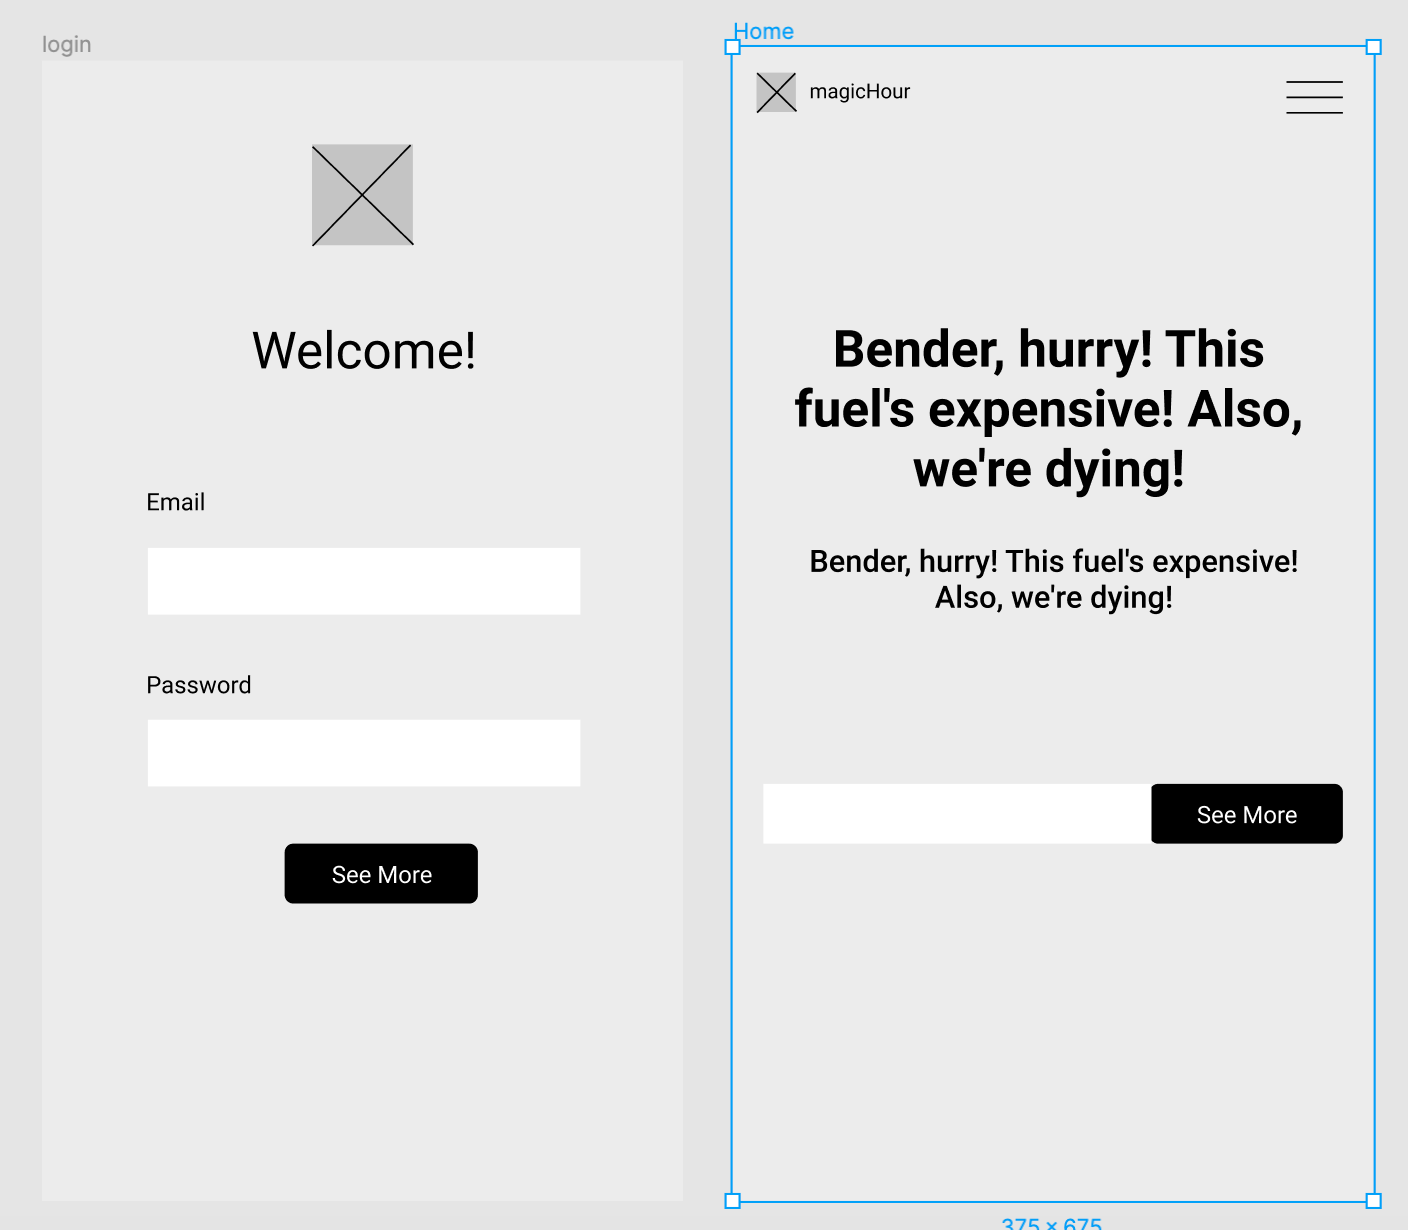 login
Welcome!
Email
Password
See More
Home
magicHour
Bender, hurry! This
fuel's expensive! Also,
we're dying!
Bender, hurry! This fuel's expensive!
Also, we're dying!
See More
375 × 675